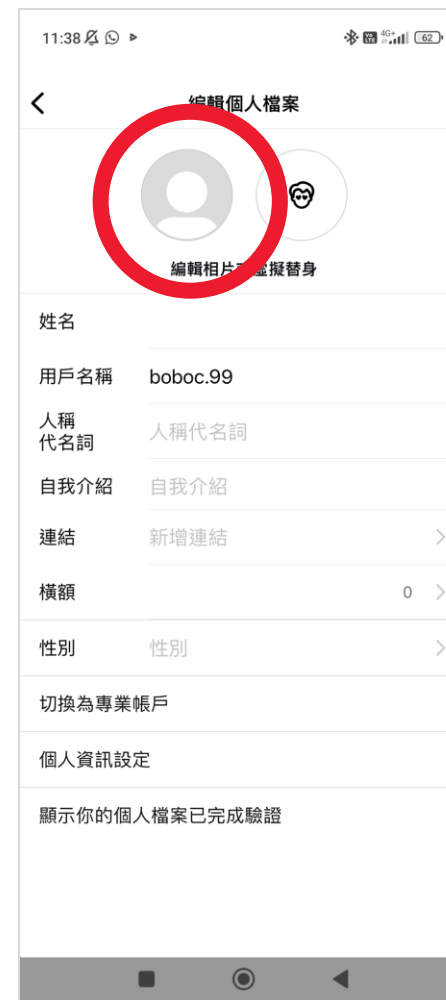 11:38
4G+
62
編輯個人檔案
編輯相片或虛擬替身
姓名
用戶名稱 boboc.99
人稱
代名詞
人稱代名詞
自我介紹 自我介紹
連結 新增連結
橫額 0
性別 性別
切換為專業帳戶
個人資訊設定
顯示你的個人檔案已完成驗證